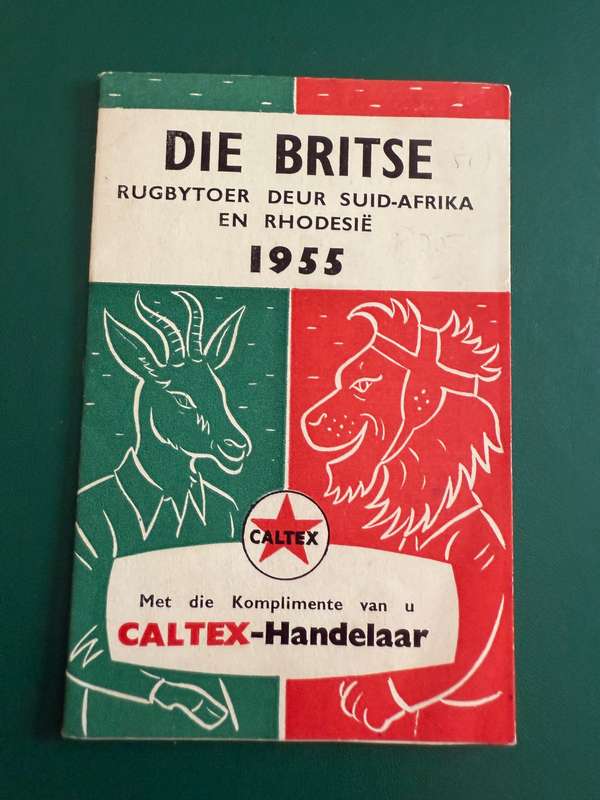 DIE BRITSE
RUGBYTOER DEUR SUID-AFRIKA
EN RHODESIË
1955
CALTEX
Met die Komplimente van u
CALTEX-Handelaar